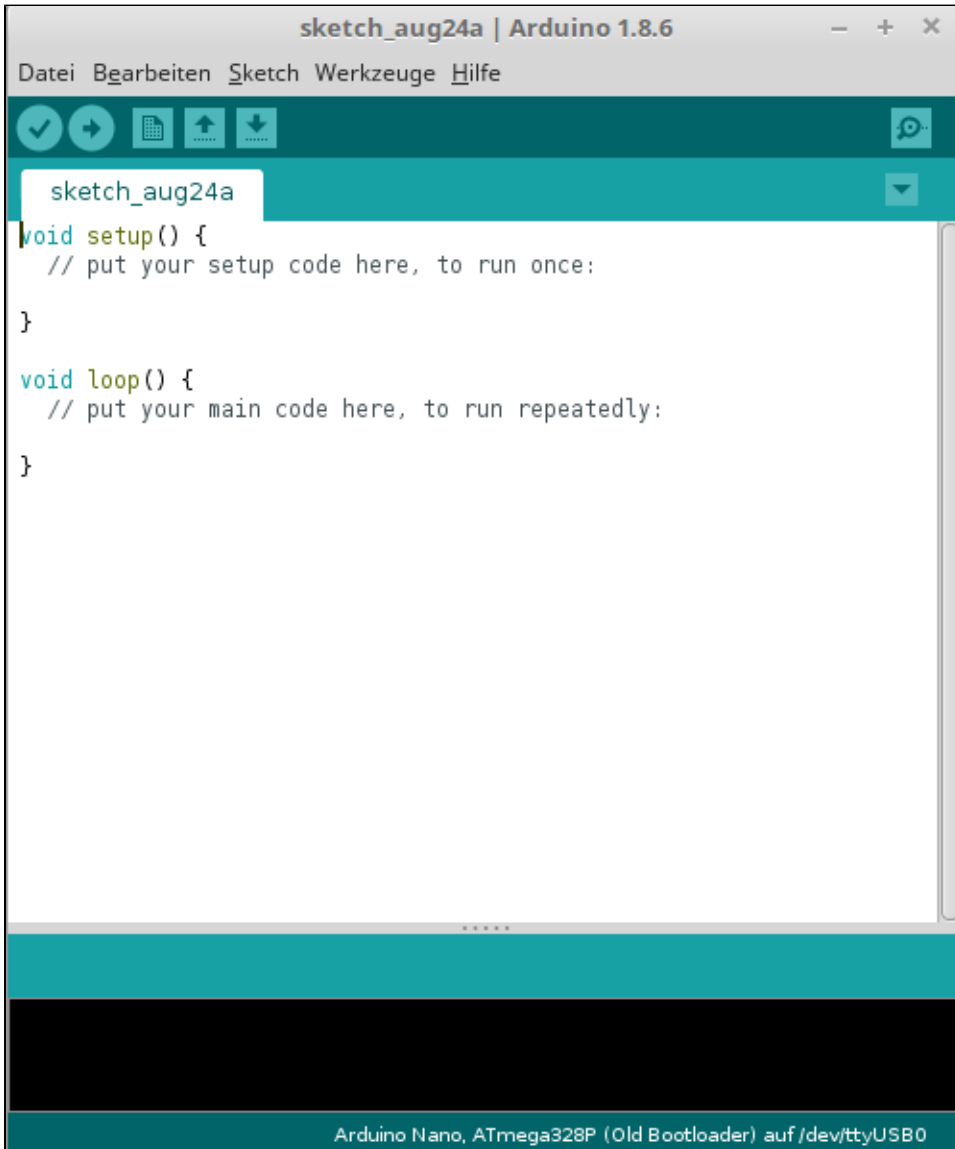 sketch_aug24a | Arduino 1.8.6
Datei Bearbeiten Sketch Werkzeuge Hilfe
sketch_aug24a
void setup() {
  // put your setup code here, to run once:
}
void loop() {
  // put your main code here, to run repeatedly:
}
Arduino Nano, ATmega328P (Old Bootloader) auf /dev/ttyUSB0